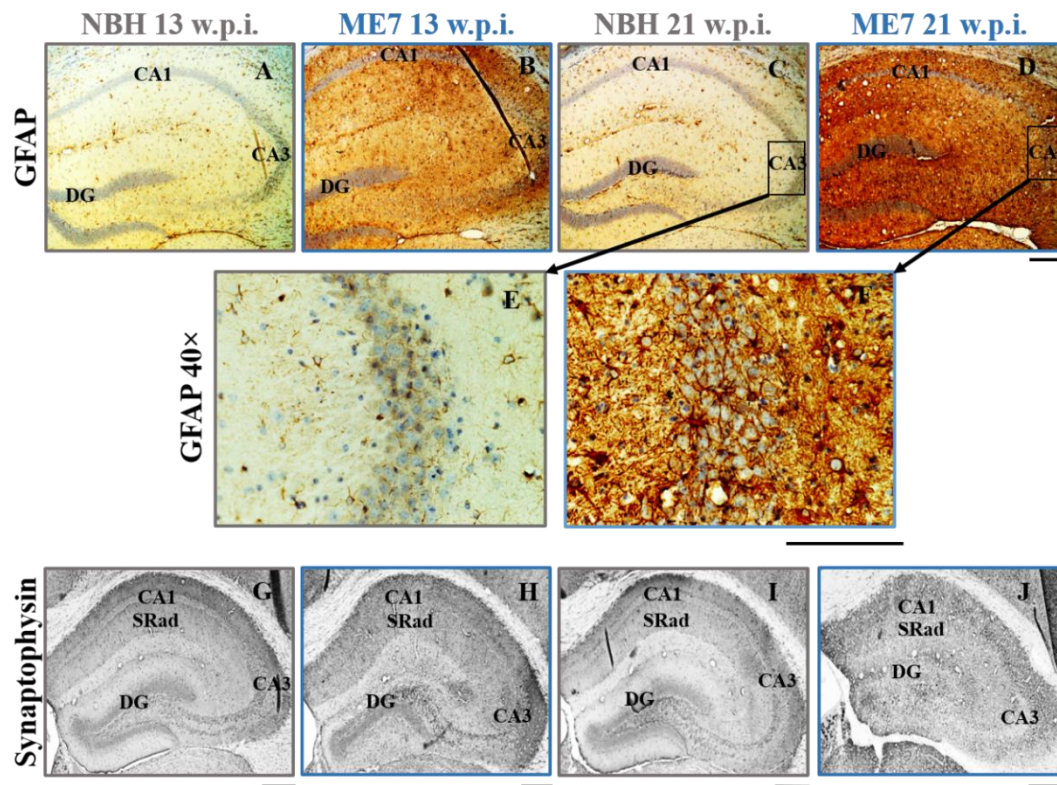 NBH 13 w.p.i. ME7 13 w.p.i. NBH 21 w.p.i. ME7 21 w.p.i.
GFAP
CA1 A
CA3
DG
CA1 B
CA3
DG
CA1 C
CA3
DG
CA1 D
CA
DG
GFAP 40×
E
F
Synaptophysin
CA1 G
SRad
CA3
DG
CA1 H
SRad
DG
CA3
CA1 I
SRad
CA3
DG
CA1 J
SRad
DG
CA3